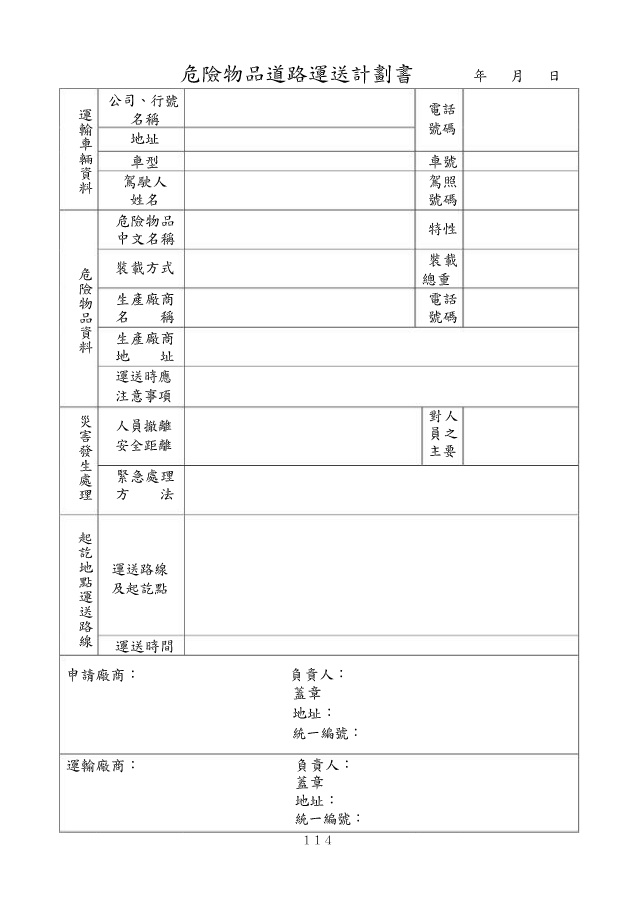 危險物品道路運送計劃書 年 月 日
運輸車輛資料
公司、行號
名稱
電話
號碼
地址
車型
車號
駕駛人
姓名
駕照
號碼
危險物品資料
危險物品
中文名稱
特性
裝載方式
裝載
總重
生產廠商
名 稱
電話
號碼
生產廠商
地 址
運送時應
注意事項
災害發生處理
人員撤離
安全距離
對人
員之
主要
緊急處理
方 法
起訖地點運送路線
運送路線
及起訖點
運送時間
申請廠商：
負責人：
蓋章
地址：
統一編號：
運輸廠商：
負責人：
蓋章
地址：
統一編號：
114